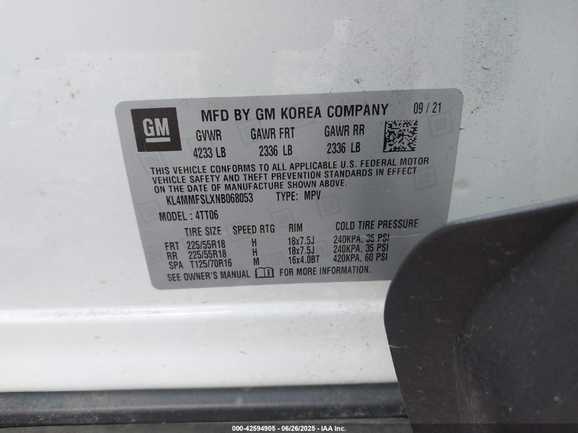 GM
MFD BY GM KOREA COMPANY 09 / 21
GVWR GAWR FRT GAWR RR
4233 LB 2336 LB 2336 LB
THIS VEHICLE CONFORMS TO ALL APPLICABLE U.S. FEDERAL MOTOR
VEHICLE SAFETY AND THEFT PREVENTION STANDARDS IN EFFECT ON
THE DATE OF MANUFACTURE SHOWN ABOVE.
KL4MMFSLXNB068053 TYPE: MPV
MODEL : 4TT06
TIRE SIZE SPEED RTG RIM COLD TIRE PRESSURE
FRT 225/55R18 H 18x7.5J 240KPA, 35 PSI
RR 225/55R18 H 18x7.5J 240KPA, 35 PSI
SPA T125/70R16 M 16x4.0BT 420KPA, 60 PSI
SEE OWNER'S MANUAL FOR MORE INFORMATION.
000-42594905 - 06/26/2025 - IAA Inc.